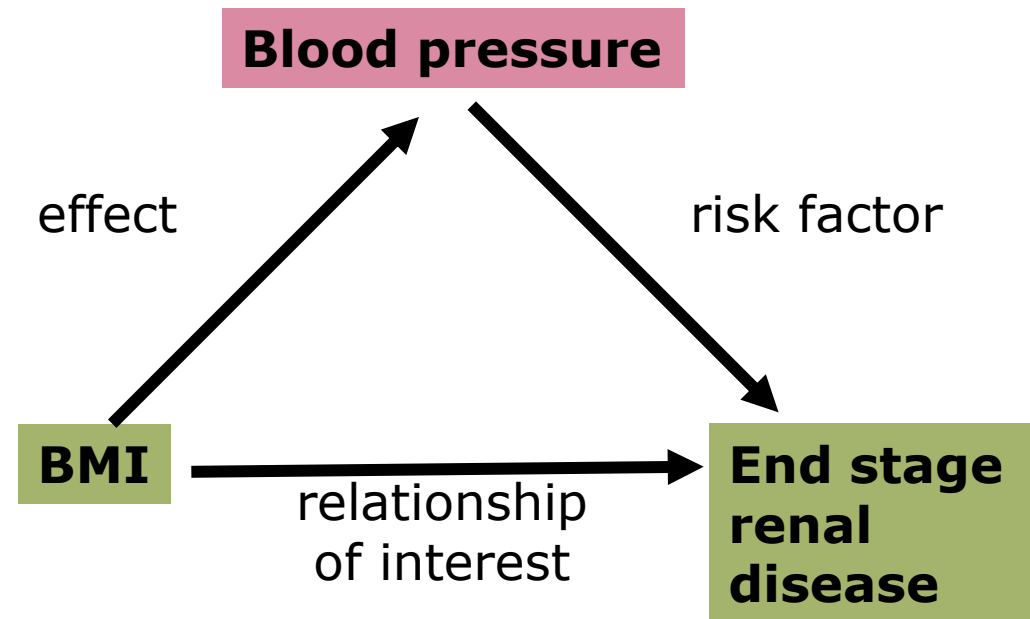 Blood pressure
effect
risk factor
BMI
relationship
of interest
End stage
renal
disease